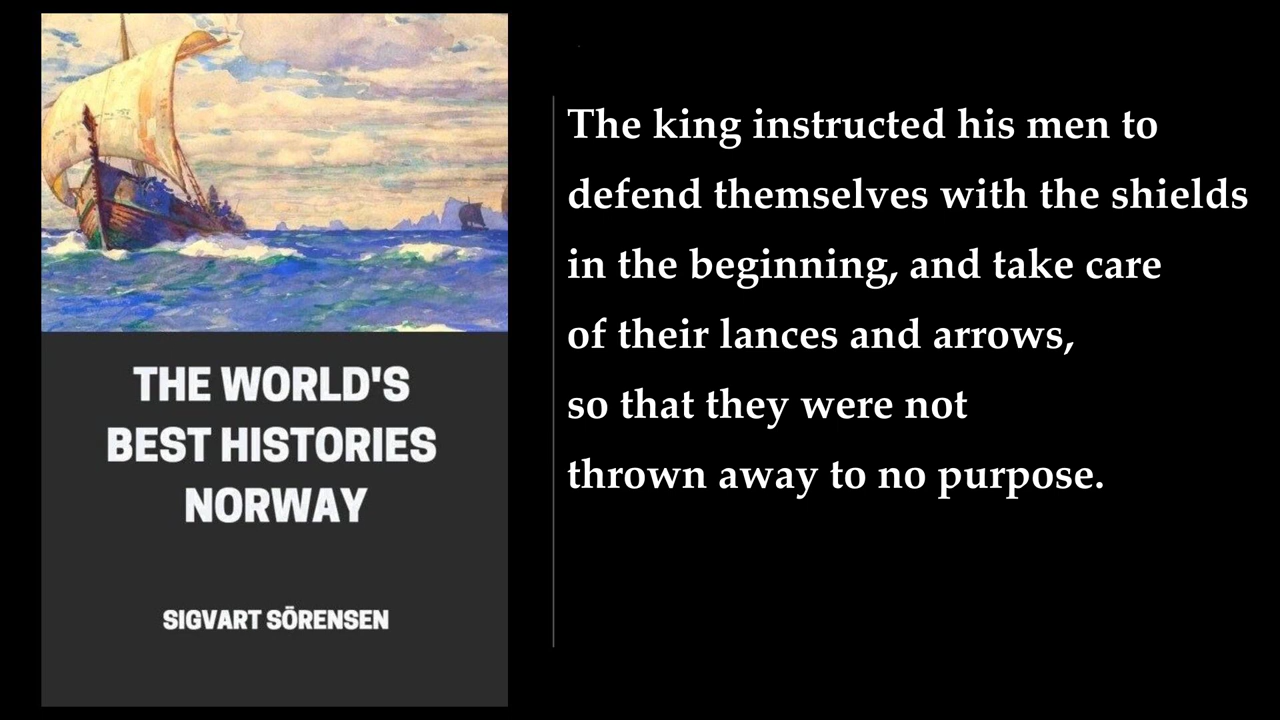 THE WORLD'S
BEST HISTORIES
NORWAY
SIGVART SÖRENSEN
The king instructed his men to
defend themselves with the shields
in the beginning, and take care
of their lances and arrows,
so that they were not
thrown away to no purpose.